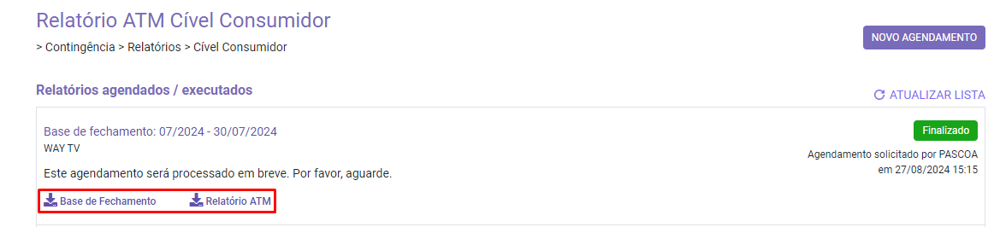 Relatório ATM Cível Consumidor
> Contingência > Relatórios > Cível Consumidor
NOVO AGENDAMENTO
Relatórios agendados / executados
ATUALIZAR LISTA
Base de fechamento: 07/2024 - 30/07/2024
Finalizado
WAY TV
Agendamento solicitado por PASCOA
em 27/08/2024 15:15
Este agendamento será processado em breve. Por favor, aguarde.
Base de Fechamento
Relatório ATM